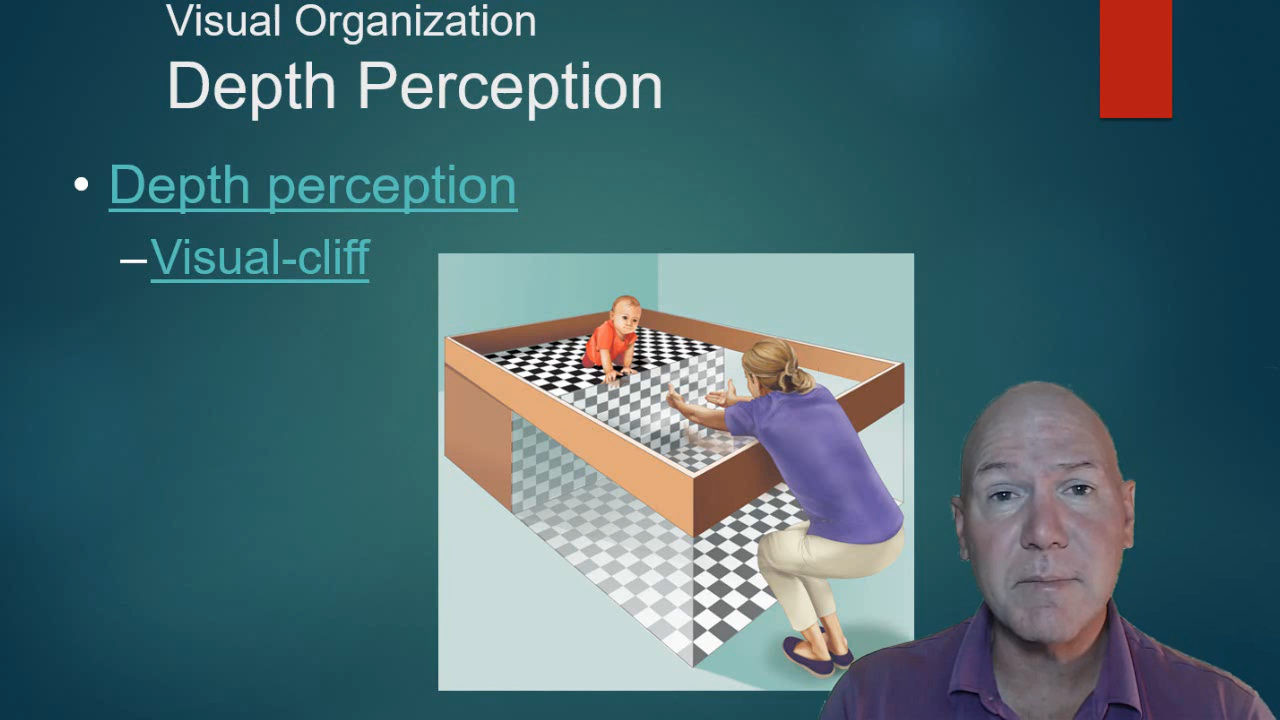 Visual Organization
Depth Perception
• Depth perception
–Visual-cliff